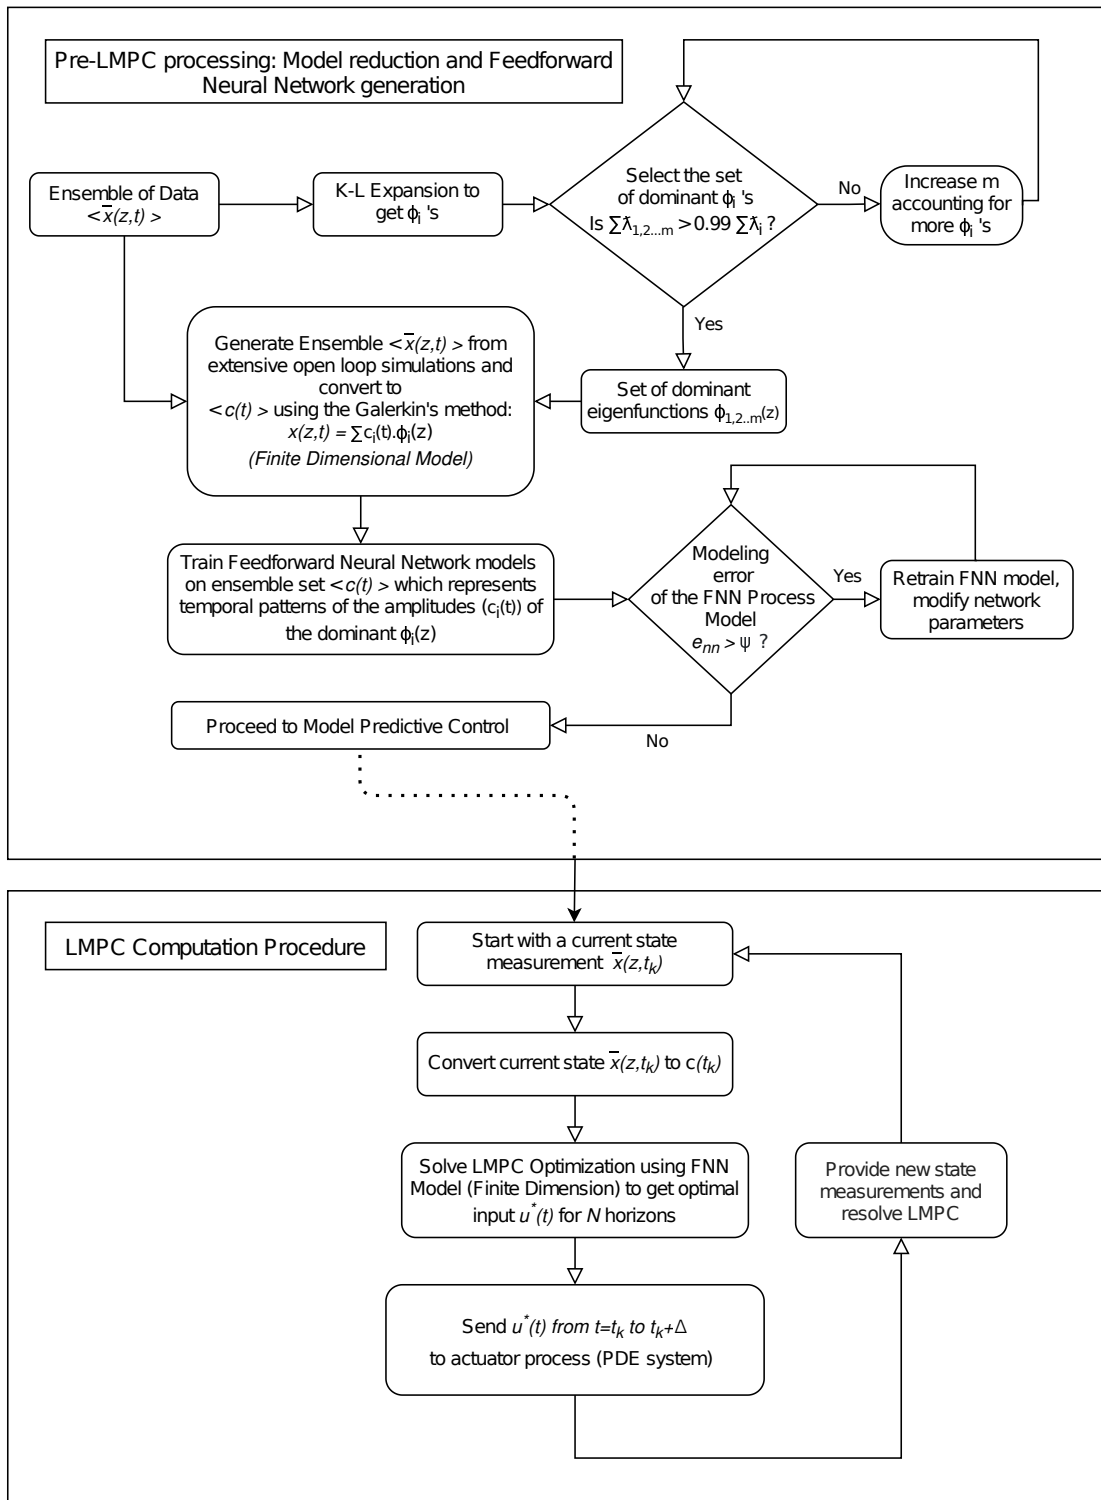 Pre-LMPC processing: Model reduction and Feedforward
Neural Network generation
Ensemble of Data
<x̅(z,t) >
K-L Expansion to
get ϕi 's
Select the set
of dominant ϕi 's
Is ∑ƛ1,2...m > 0.99 ∑ƛi ?
No
Increase m
accounting for
more ϕi 's
Yes
Set of dominant
eigenfunctions ϕ1,2..m(z)
Generate Ensemble <x̅(z,t) > from
extensive open loop simulations and
convert to
<c(t) > using the Galerkin's method:
x(z,t) = ∑ci(t).ϕi(z)
(Finite Dimensional Model)
Train Feedforward Neural Network models
on ensemble set <c(t) > which represents
temporal patterns of the amplitudes (ci(t)) of
the dominant ϕi(z)
Modeling
error
of the FNN Process
Model
enn > ψ ?
Yes
Retrain FNN model,
modify network
parameters
No
Proceed to Model Predictive Control
LMPC Computation Procedure
Start with a current state
measurement x̅(z,tk)
Convert current state x̅(z,tk) to c(tk)
Solve LMPC Optimization using FNN
Model (Finite Dimension) to get optimal
input u*(t) for N horizons
Provide new state
measurements and
resolve LMPC
Send u*(t) from t=tk to tk+Δ
to actuator process (PDE system)